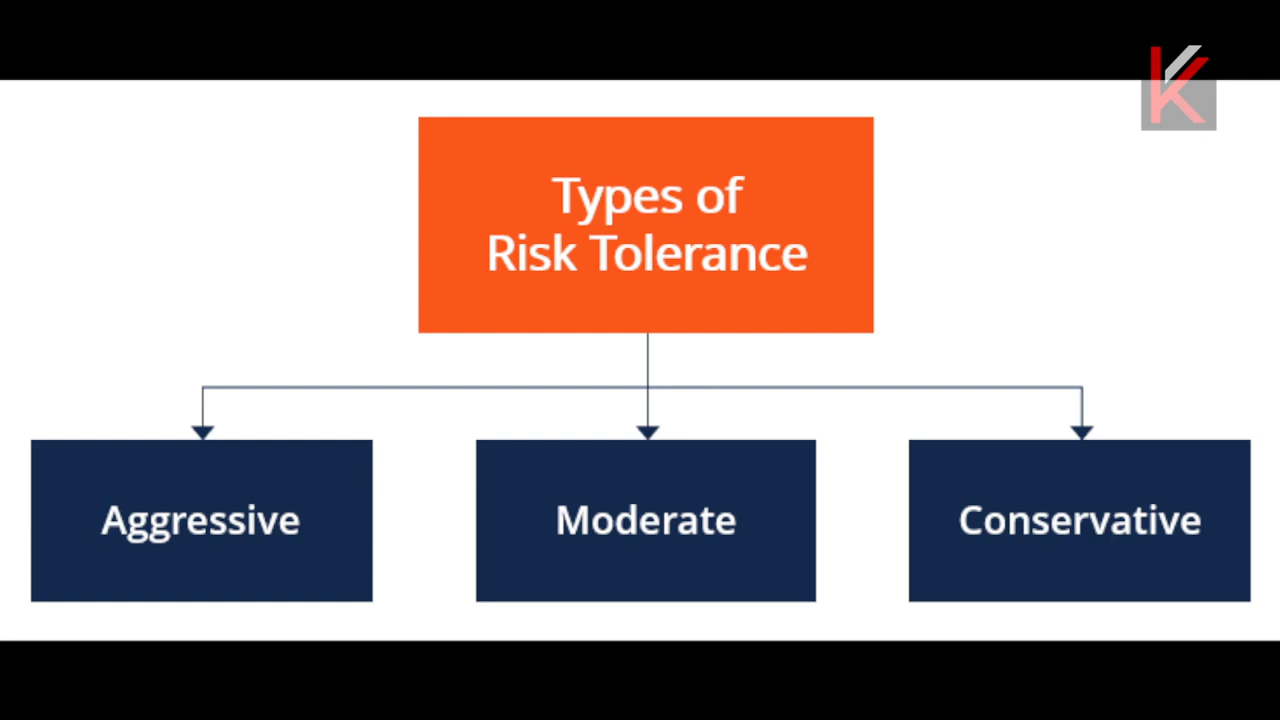 Types of
Risk Tolerance
Aggressive
Moderate
Conservative